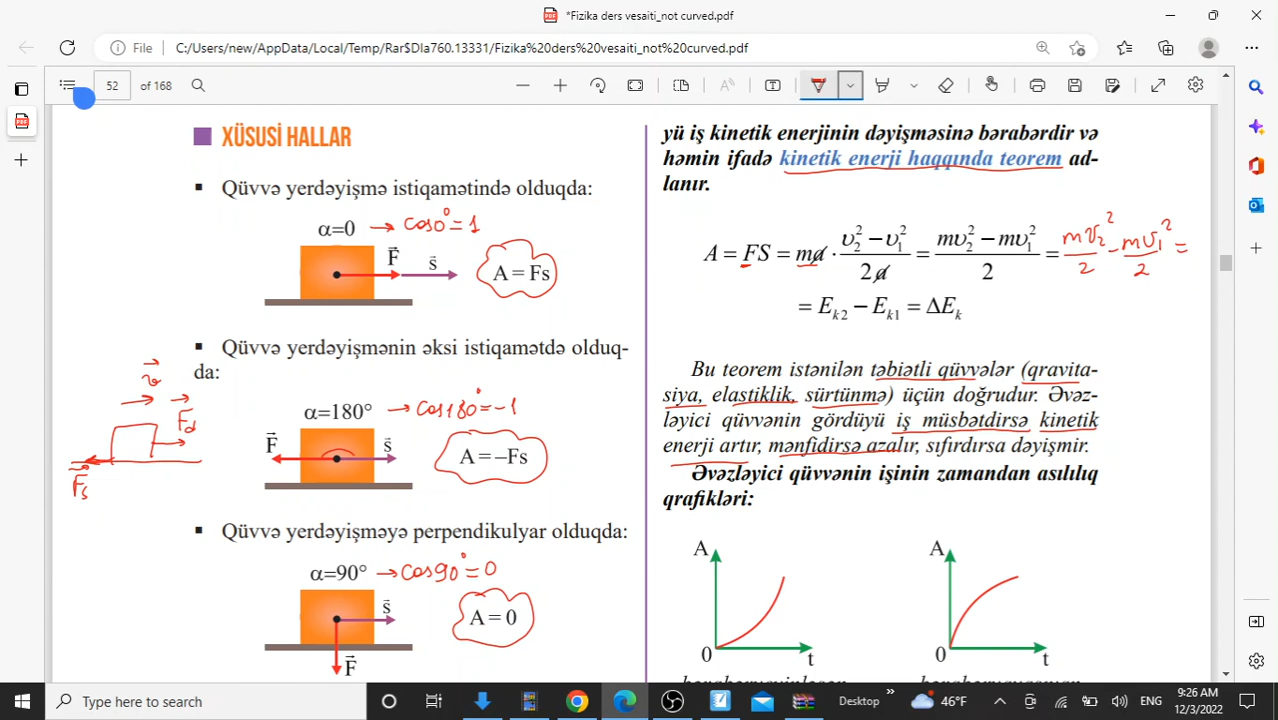 *Fizika ders vesaiti_not curved.pdf
File
C:/Users/new/AppData/Local/Temp/Rar$DIa760.13331/Fizika%20ders%20vesaiti_not%20curved.pdf
52 of 168
XÜSUSİ HALLAR
Qüvvə yerdəyişmə istiqamətində olduqda:
α=0 → cos0°=1
F⃗ s⃗
A = Fs
Qüvvə yerdəyişmənin əksi istiqamətdə olduq-
da:
v⃗
F⃗d
F⃗s
α=180° → cos180°=-1
F⃗ s⃗
A = –Fs
Qüvvə yerdəyişməyə perpendikulyar olduqda:
α=90° → cos90°=0
s⃗
A = 0
F⃗
yü iş kinetik enerjinin dəyişməsinə bərabərdir və
həmin ifadə kinetik enerji haqqında teorem ad-
lanır.
A = FS = ma · (υ₂² – υ₁²)/2a = (mυ₂² – mυ₁²)/2 = mυ₂²/2 - mυ₁²/2 =
= Eₖ₂ – Eₖ₁ = ΔEₖ
Bu teorem istənilən təbiətli qüvvələr (qravita-
siya, elastiklik, sürtünmə) üçün doğrudur. Əvəz-
ləyici qüvvənin gördüyü iş müsbətdirsə kinetik
enerji artır, mənfidirsə azalır, sıfırdırsa dəyişmir.
Əvəzləyici qüvvənin işinin zamandan asılılıq
qrafikləri:
A
0
t
A
0
t
Type here to search
Desktop
46°F
ENG
9:26 AM
12/3/2022